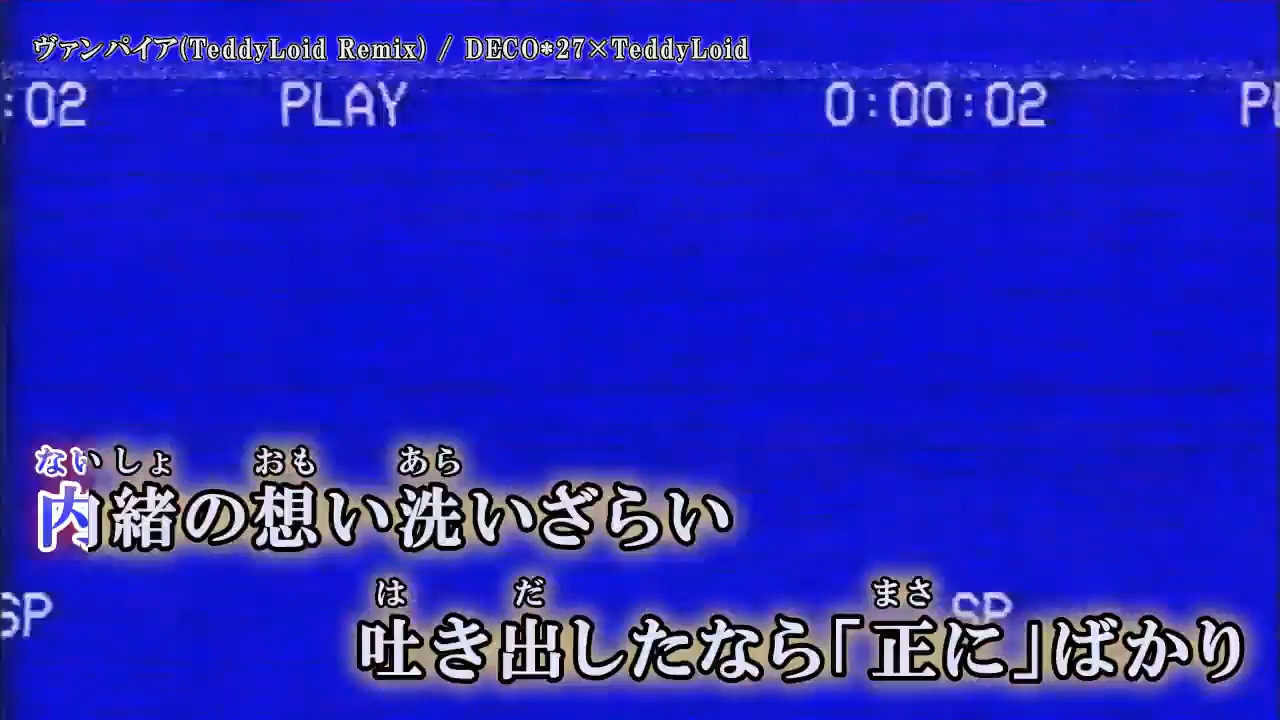 ヴァンパイア(TeddyLoid Remix) / DECO*27×TeddyLoid
:02 PLAY 0:00:02 PL
ないしょ おも あら
内緒の想い洗いざらい
は だ まさ
SP SP
吐き出したなら「正に」ばかり